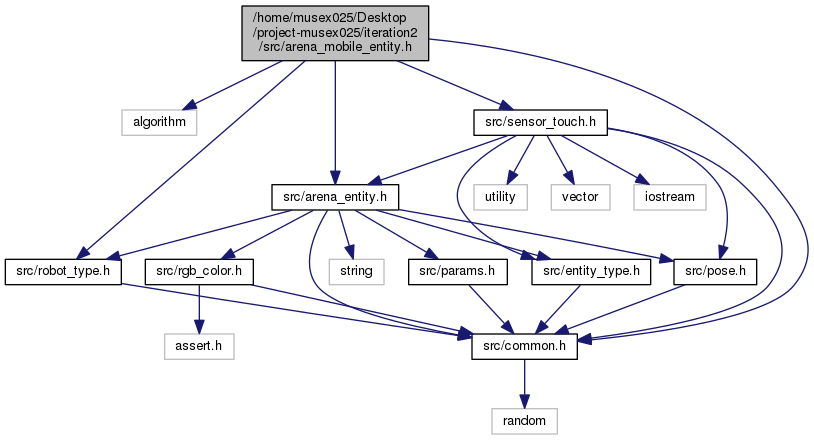 /home/musex025/Desktop
/project-musex025/iteration2
/src/arena_mobile_entity.h
algorithm
src/sensor_touch.h
src/arena_entity.h
utility
vector
iostream
src/robot_type.h
src/rgb_color.h
string
src/params.h
src/entity_type.h
src/pose.h
assert.h
src/common.h
random